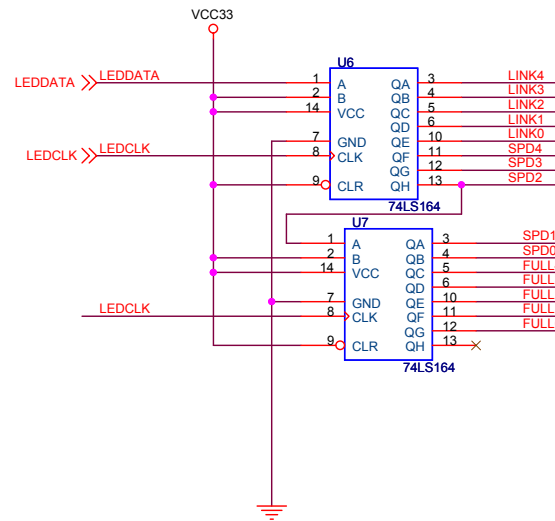 VCC33
U6
LEDDATA LEDDATA 1 A QA 3 LINK4
2 B QB 4 LINK3
14 VCC QC 5 LINK2
QD 6 LINK1
7 GND QE 10 LINK0
LEDCLK LEDCLK 8 CLK QF 11 SPD4
QG 12 SPD3
9 CLR QH 13 SPD2
74LS164
U7
1 A QA 3 SPD1
2 B QB 4 SPD0
14 VCC QC 5 FULL
QD 6 FULL
7 GND QE 10 FULL
LEDCLK 8 CLK QF 11 FULL
QG 12 FULL
9 CLR QH 13
74LS164